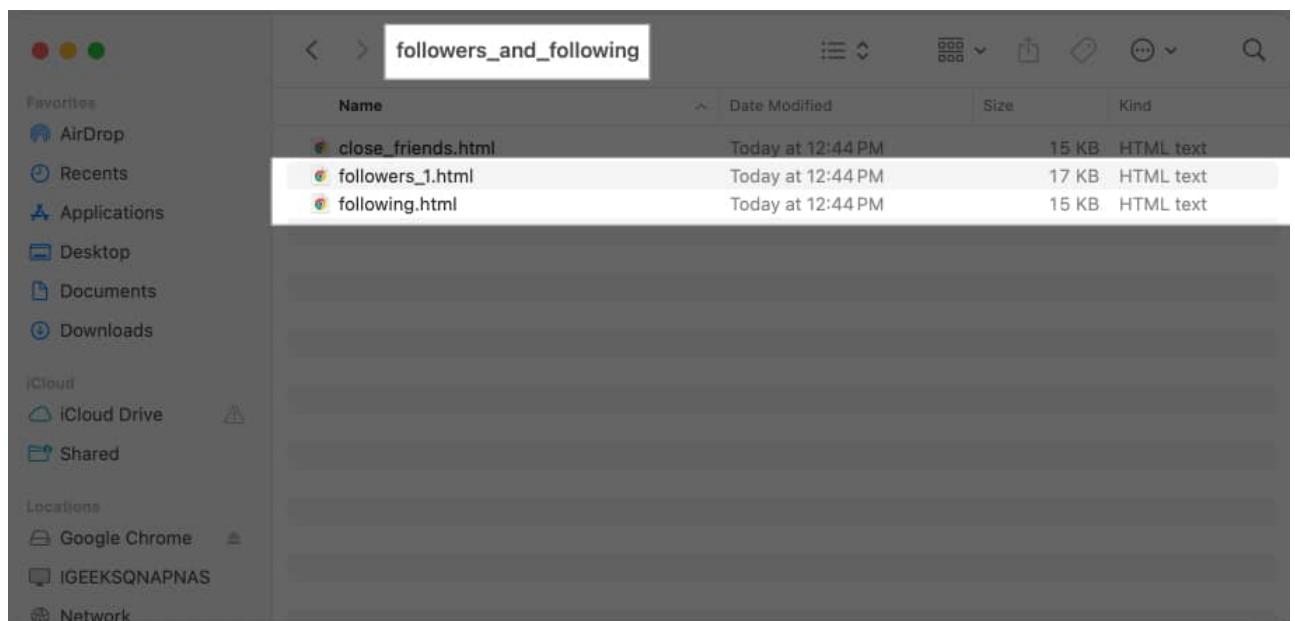 followers_and_following
Favorites
AirDrop
Recents
Applications
Desktop
Documents
Downloads
iCloud
iCloud Drive
Shared
Locations
Google Chrome
IGEEKSQNAPNAS
Network
Name Date Modified Size Kind
close_friends.html Today at 12:44 PM 15 KB HTML text
followers_1.html Today at 12:44 PM 17 KB HTML text
following.html Today at 12:44 PM 15 KB HTML text